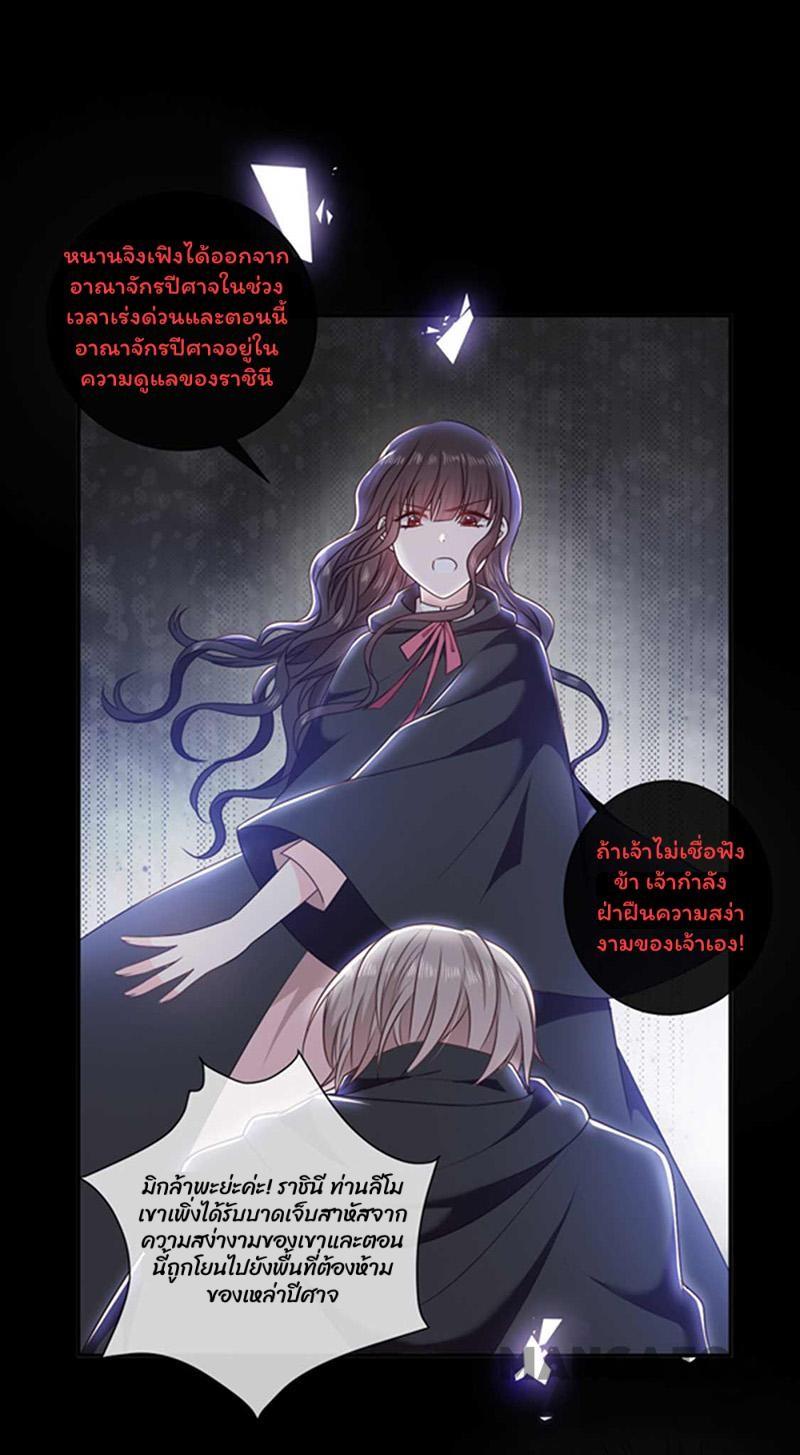 หนานจิงเฟิงได้ออกจาก
อาณาจักรปีศาจในช่วง
เวลาเร่งด่วนและตอนนี้
อาณาจักรปีศาจอยู่ใน
ความดูแลของราชินี
ถ้าเจ้าไม่เชื่อฟัง
ข้า เจ้ากำลัง
ฝ่าฝืนความสง่า
งามของเจ้าเอง!
มิกล้าพะย่ะค่ะ! ราชินี ท่านลีโม
เขาเพิ่งได้รับบาดเจ็บสาหัสจาก
ความสง่างามของเขาและตอน
นี้ถูกโยนไปยังพื้นที่ต้องห้าม
ของเหล่าปีศาจ
MANGATO